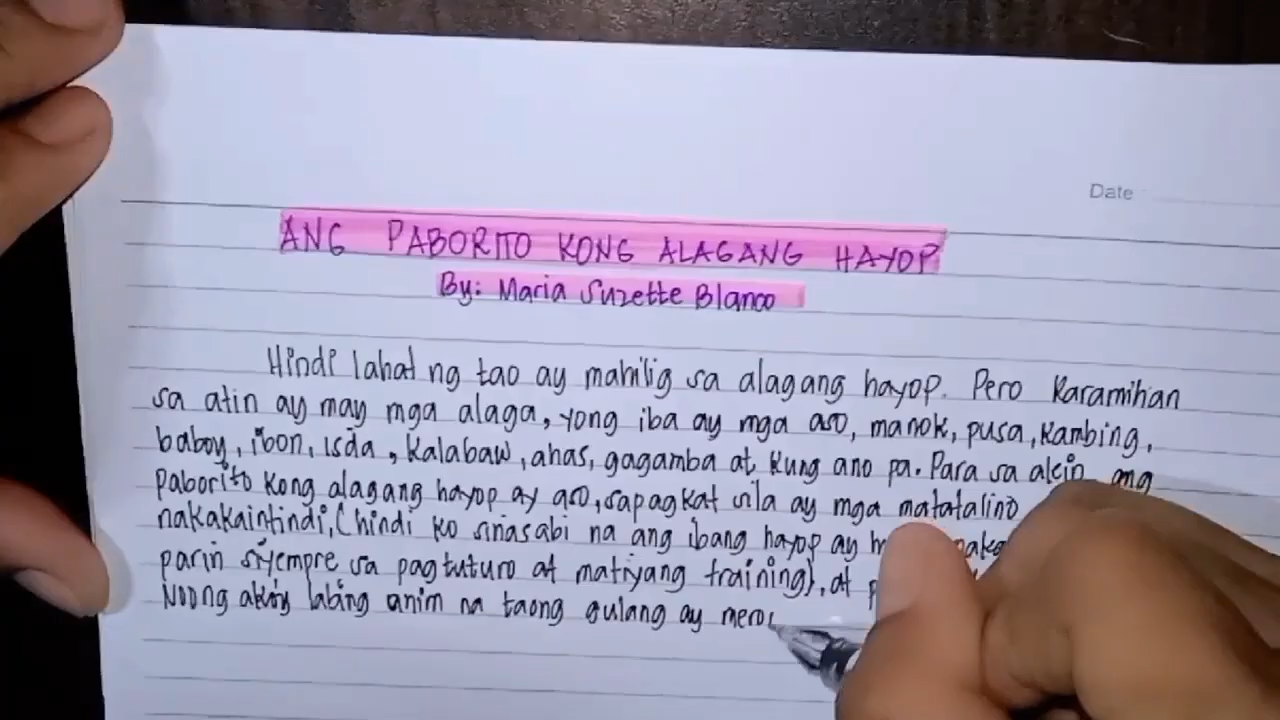 Date
ANG PABORITO KONG ALAGANG HAYOP
By: Maria Suzette Blanco
Hindi lahat ng tao ay mahilig sa alagang hayop. Pero karamihan
sa atin ay may mga alaga, yong iba ay mga aso, manok, pusa, kambing,
baboy, ibon, isda, kalabaw, ahas, gagamba at kung ano pa. Para sa akin ang
paborito kong alagang hayop ay aso, sapagkat sila ay mga matatalino
nakakaintindi, (hindi ko sinasabi na ang ibang hayop ay
parin siyempre sa pagtuturo at matiyang training), at
Noong aking labing anim na taong gulang ay